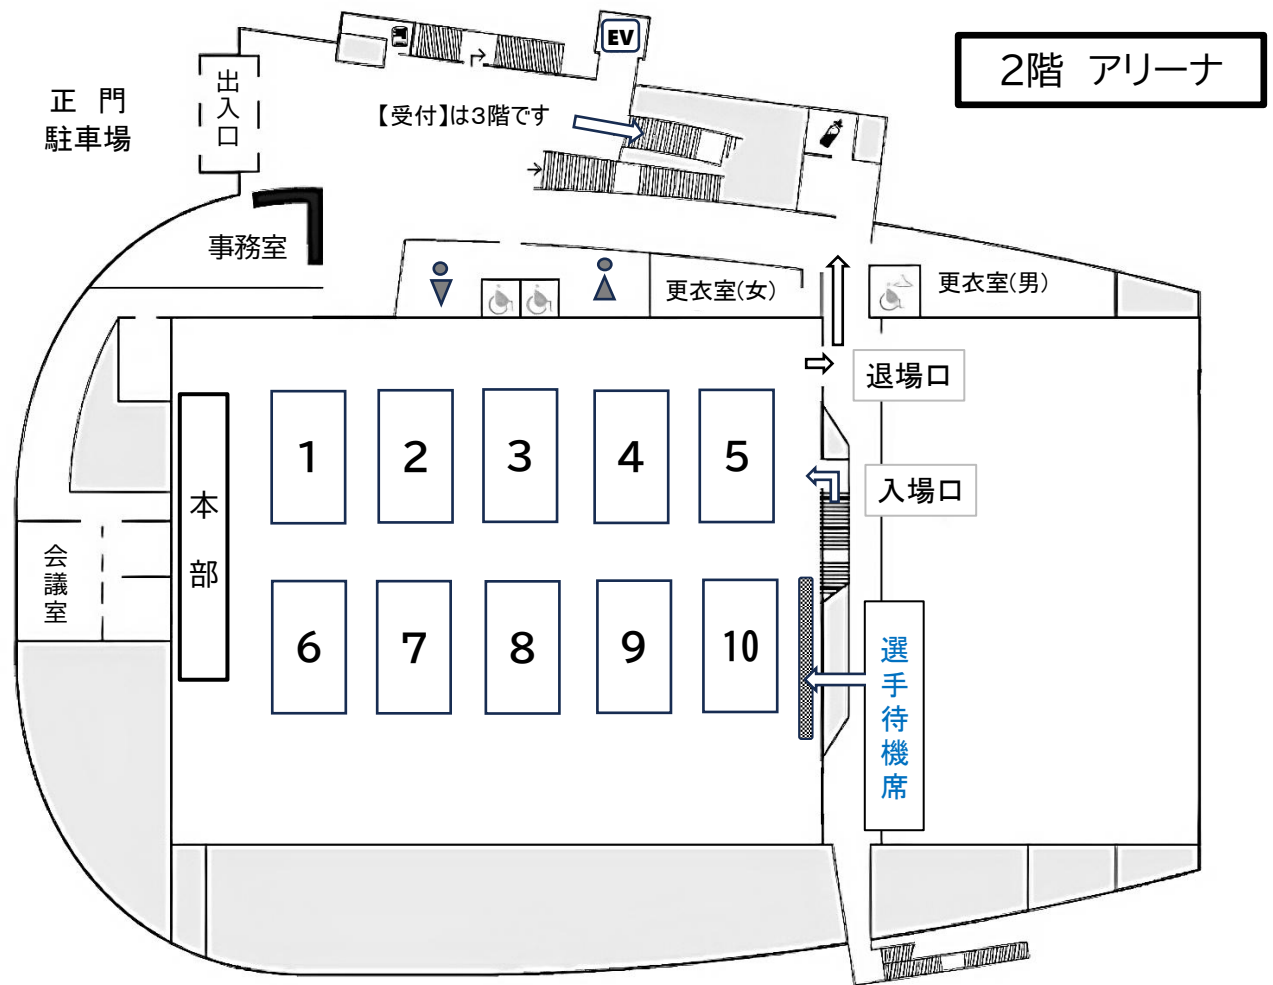 2階 アリーナ
EV
正 門
駐車場
出入口
【受付】は3階です
事務室
更衣室(女)
更衣室(男)
退場口
入場口
本部
会議室
1
2
3
4
5
6
7
8
9
10
選手待機席